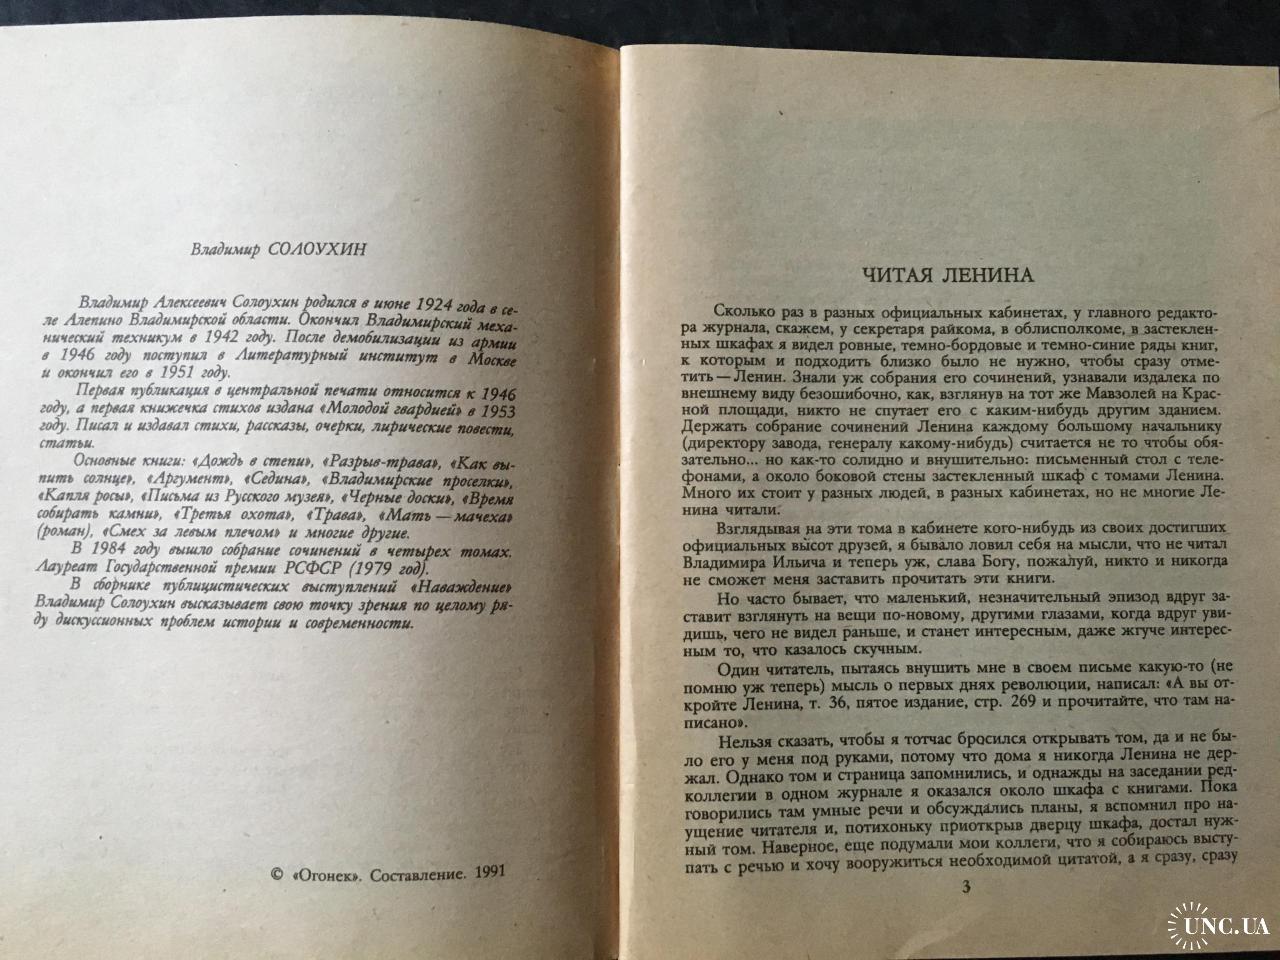 Владимир СОЛОУХИН
Владимир Алексеевич Солоухин родился в июне 1924 года в се-
ле Алепино Владимирской области. Окончил Владимирский меха-
нический техникум в 1942 году. После демобилизации из армии
в 1946 году поступил в Литературный институт в Москве
и окончил его в 1951 году.
Первая публикация в центральной печати относится к 1946
году, а первая книжечка стихов издана «Молодой гвардией» в 1953
году. Писал и издавал стихи, рассказы, очерки, лирические повести,
статьи.
Основные книги: «Дождь в степи», «Разрыв-трава», «Как вы-
пить солнце», «Аргумент», «Седина», «Владимирские проселки»,
«Капля росы», «Письма из Русского музея», «Черные доски», «Время
собирать камни», «Третья охота», «Трава», «Мать — мачеха»
(роман), «Смех за левым плечом» и многие другие.
В 1984 году вышло собрание сочинений в четырех томах.
Лауреат Государственной премии РСФСР (1979 год).
В сборнике публицистических выступлений «Наваждение»
Владимир Солоухин высказывает свою точку зрения по целому ря-
ду дискуссионных проблем истории и современности.
© «Огонек». Составление. 1991
ЧИТАЯ ЛЕНИНА
Сколько раз в разных официальных кабинетах, у главного редакто-
ра журнала, скажем, у секретаря райкома, в облисполкоме, в застеклен-
ных шкафах я видел ровные, темно-бордовые и темно-синие ряды книг,
к которым и подходить близко было не нужно, чтобы сразу отме-
тить — Ленин. Знали уж собрания его сочинений, узнавали издалека по
внешнему виду безошибочно, как, взглянув на тот же Мавзолей на Крас-
ной площади, никто не спутает его с каким-нибудь другим зданием.
Держать собрание сочинений Ленина каждому большому начальнику
(директору завода, генералу какому-нибудь) считается не то чтобы обя-
зательно... но как-то солидно и внушительно: письменный стол с теле-
фонами, а около боковой стены застекленный шкаф с томами Ленина.
Много их стоит у разных людей, в разных кабинетах, но не многие Ле-
нина читали.
Взглядывая на эти тома в кабинете кого-нибудь из своих достигших
официальных высот друзей, я бывало ловил себя на мысли, что не читал
Владимира Ильича и теперь уж, слава Богу, пожалуй, никто и никогда
не сможет меня заставить прочитать эти книги.
Но часто бывает, что маленький, незначительный эпизод вдруг за-
ставит взглянуть на вещи по-новому, другими глазами, когда вдруг уви-
дишь, чего не видел раньше, и станет интересным, даже жгуче интерес-
ным то, что казалось скучным.
Один читатель, пытаясь внушить мне в своем письме какую-то (не
помню уж теперь) мысль о первых днях революции, написал: «А вы от-
кройте Ленина, т. 36, пятое издание, стр. 269 и прочитайте, что там на-
писано».
Нельзя сказать, чтобы я тотчас бросился открывать том, да и не бы-
ло его у меня под руками, потому что дома я никогда Ленина не дер-
жал. Однако том и страница запомнились, и однажды на заседании ред-
коллегии в одном журнале я оказался около шкафа с книгами. Пока
говорились там умные речи и обсуждались планы, я вспомнил про на-
ущение читателя и, потихоньку приоткрыв дверцу шкафа, достал нуж-
ный том. Наверное, еще подумали мои коллеги, что я собираюсь высту-
пать с речью и хочу вооружиться необходимой цитатой, а я сразу, сразу
3
UNC.UA